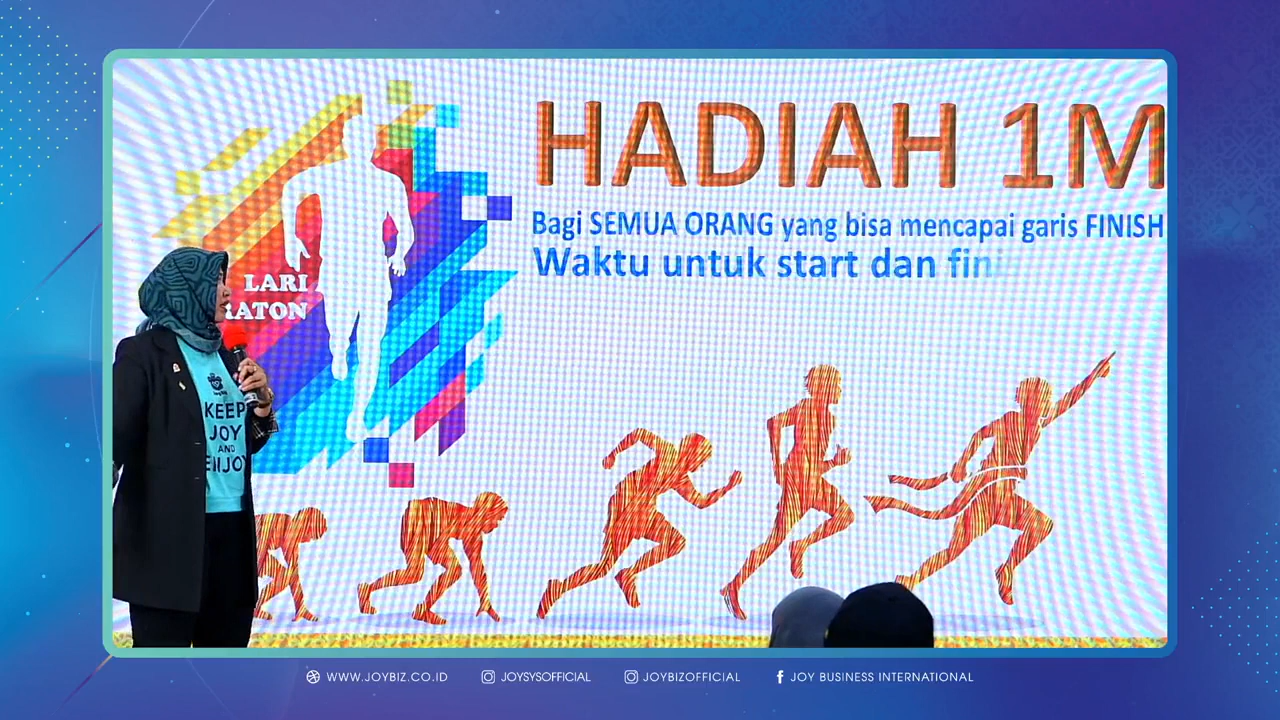 HADIAH 1M
Bagi SEMUA ORANG yang bisa mencapai garis FINISH
Waktu untuk start dan fin
LARI
RATON
KEEP
JOY
AND
ENJOY
WWW.JOYBIZ.CO.ID
JOYSYSOFFICIAL
JOYBIZOFFICIAL
JOY BUSINESS INTERNATIONAL